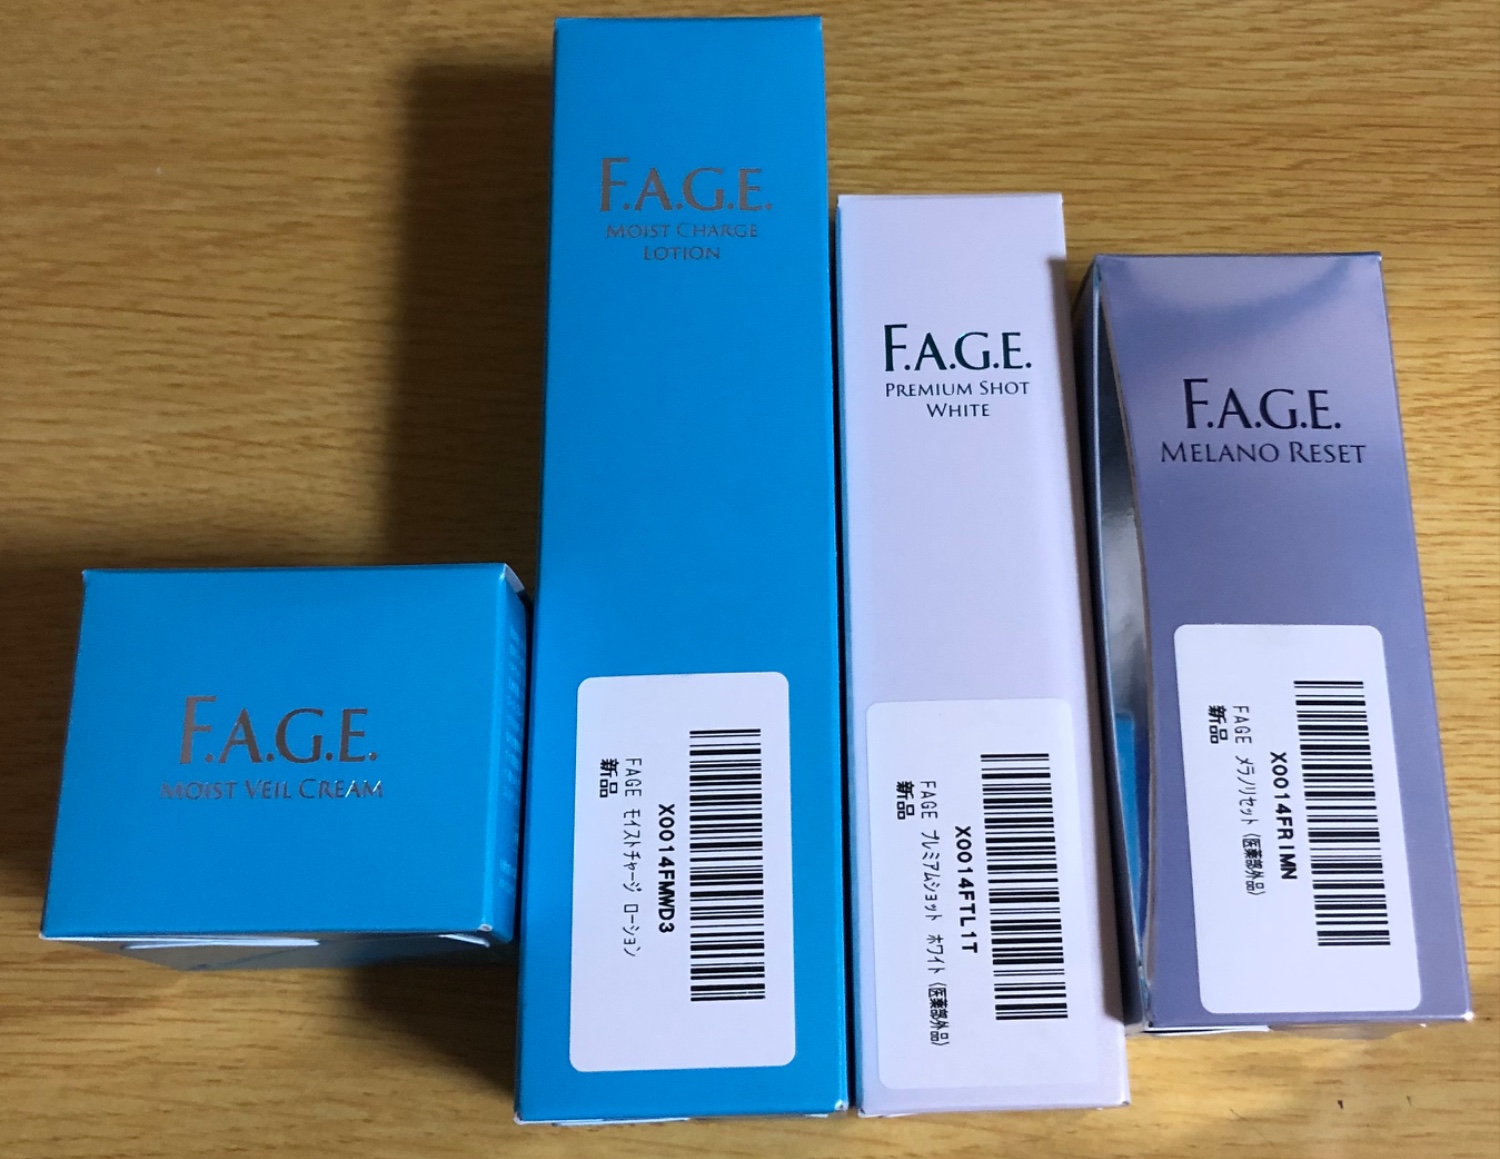 F.A.G.E.
MOIST VEIL CREAM
F.A.G.E.
MOIST CHARGE
LOTION
X0014FMWD3
FAGE モイストチャージ ローション
新品
F.A.G.E.
PREMIUM SHOT
WHITE
X0014FTL1T
FAGE プレミアムショット ホワイト (医薬部外品)
新品
F.A.G.E.
MELANO RESET
X0014FRIMN
FAGE メラノリセット (医薬部外品)
新品